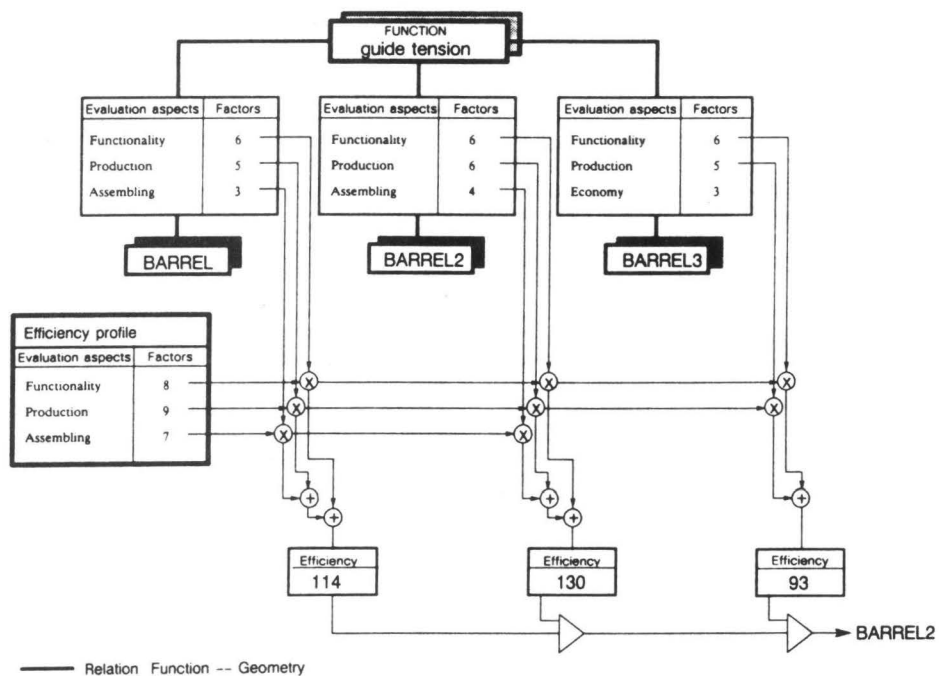 FUNCTION
guide tension
Evaluation aspects Factors
Functionality 6
Production 5
Assembling 3
BARREL
Evaluation aspects Factors
Functionality 6
Production 6
Assembling 4
BARREL2
Evaluation aspects Factors
Functionality 6
Production 5
Economy 3
BARREL3
Efficiency profile
Evaluation aspects Factors
Functionality 8
Production 9
Assembling 7
X X X
X X X
X X
+ + +
+ +
Efficiency
114
Efficiency
130
Efficiency
93
BARREL2
Relation Function -- Geometry